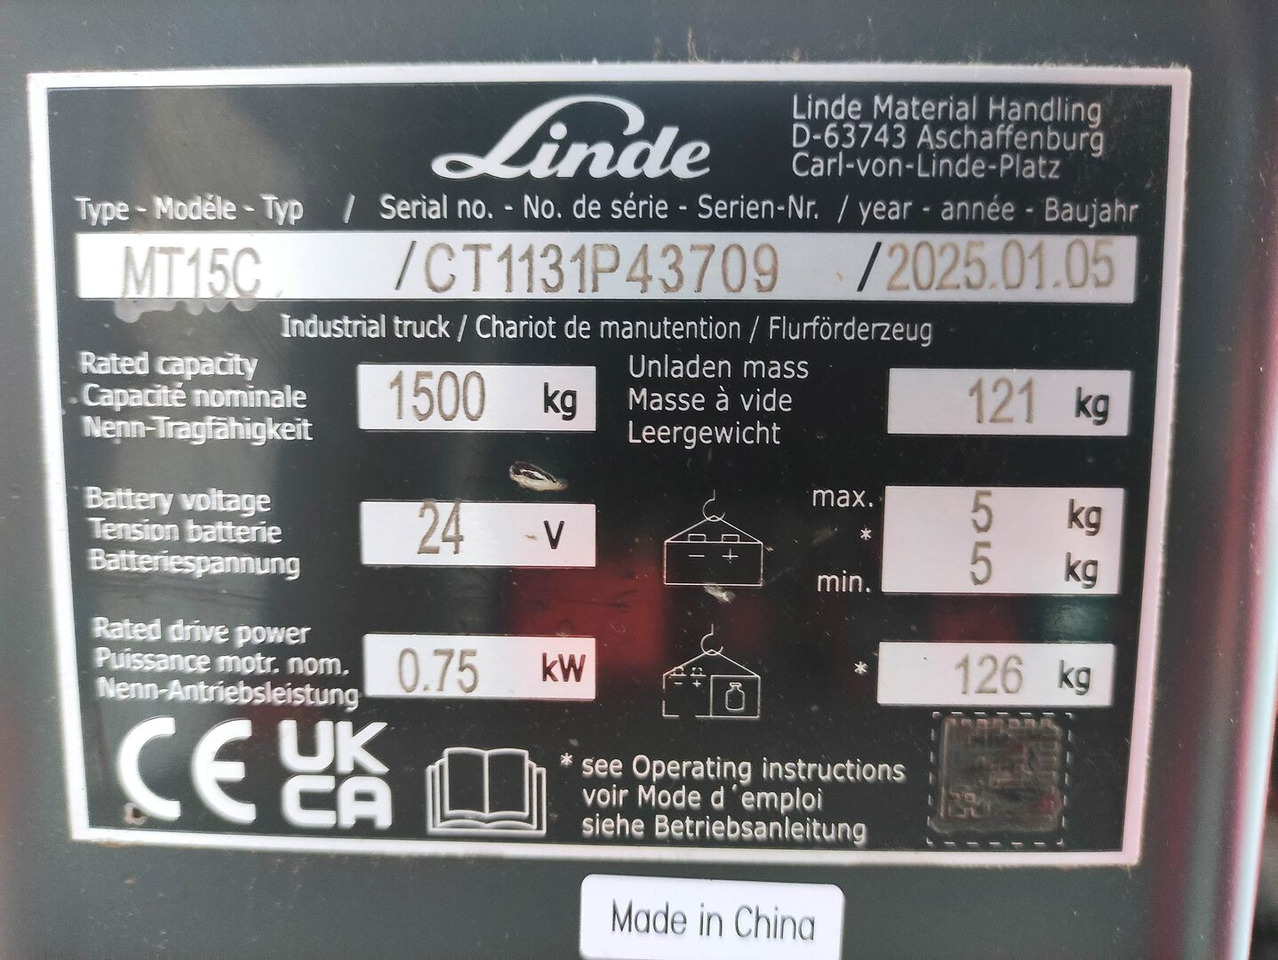 Linde
Linde Material Handling
D-63743 Aschaffenburg
Carl-von-Linde-Platz
Type - Modéle - Typ / Serial no. - No. de série - Serien-Nr. / year - année - Baujahr
MT15C /CT1131P43709 /2025.01.05
Industrial truck / Chariot de manutention / Flurförderzeug
Rated capacity
Capacité nominale
Nenn-Tragfähigkeit
1500 kg
Unladen mass
Masse à vide
Leergewicht
121 kg
Battery voltage
Tension batterie
Batteriespannung
24 V
- +
max. 5 kg
*
min. 5 kg
Rated drive power
Puissance motr. nom.
Nenn-Antriebsleistung
0.75 kW
- +
* 126 kg
CE UK
CA
* see Operating instructions
voir Mode d´emploi
siehe Betriebsanleitung
Made in China